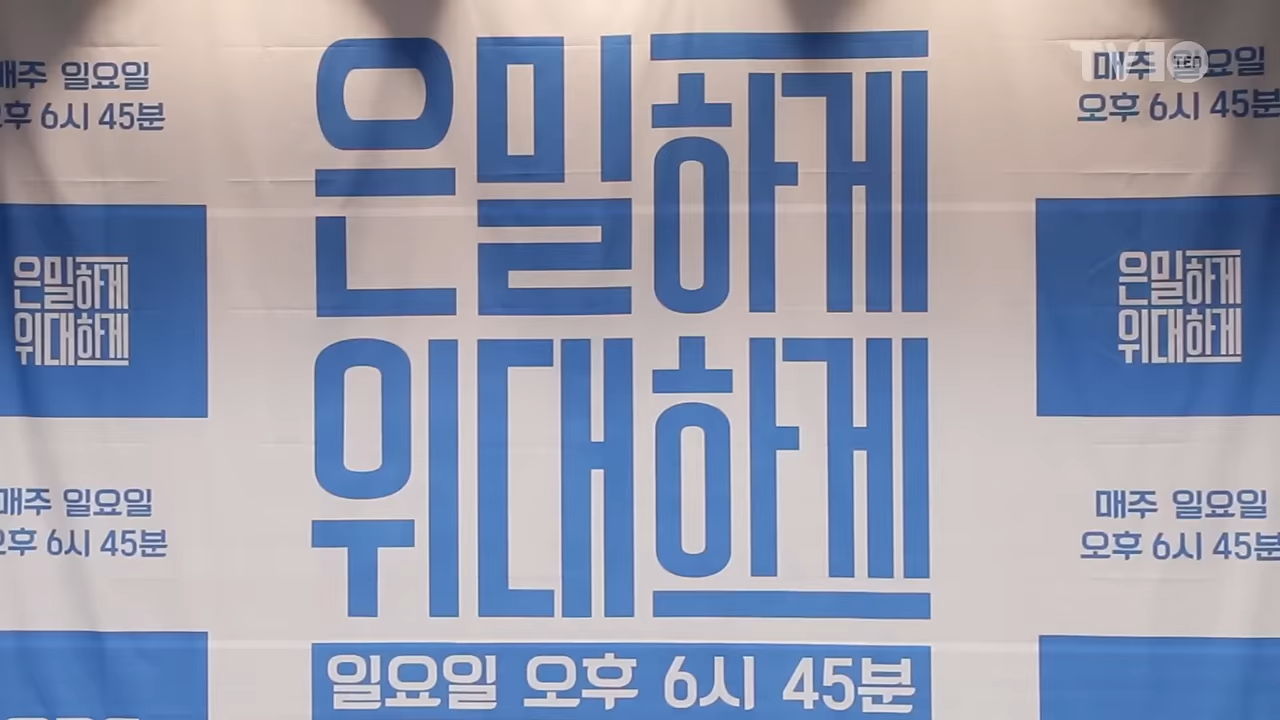 은밀하게
위대하게
일요일 오후 6시 45분
매주 일요일
오후 6시 45분
은밀하게
위대하게
매주 일요일
오후 6시 45분
매주 일요일
오후 6시 45분
은밀하게
위대하게
매주 일요일
오후 6시 45분